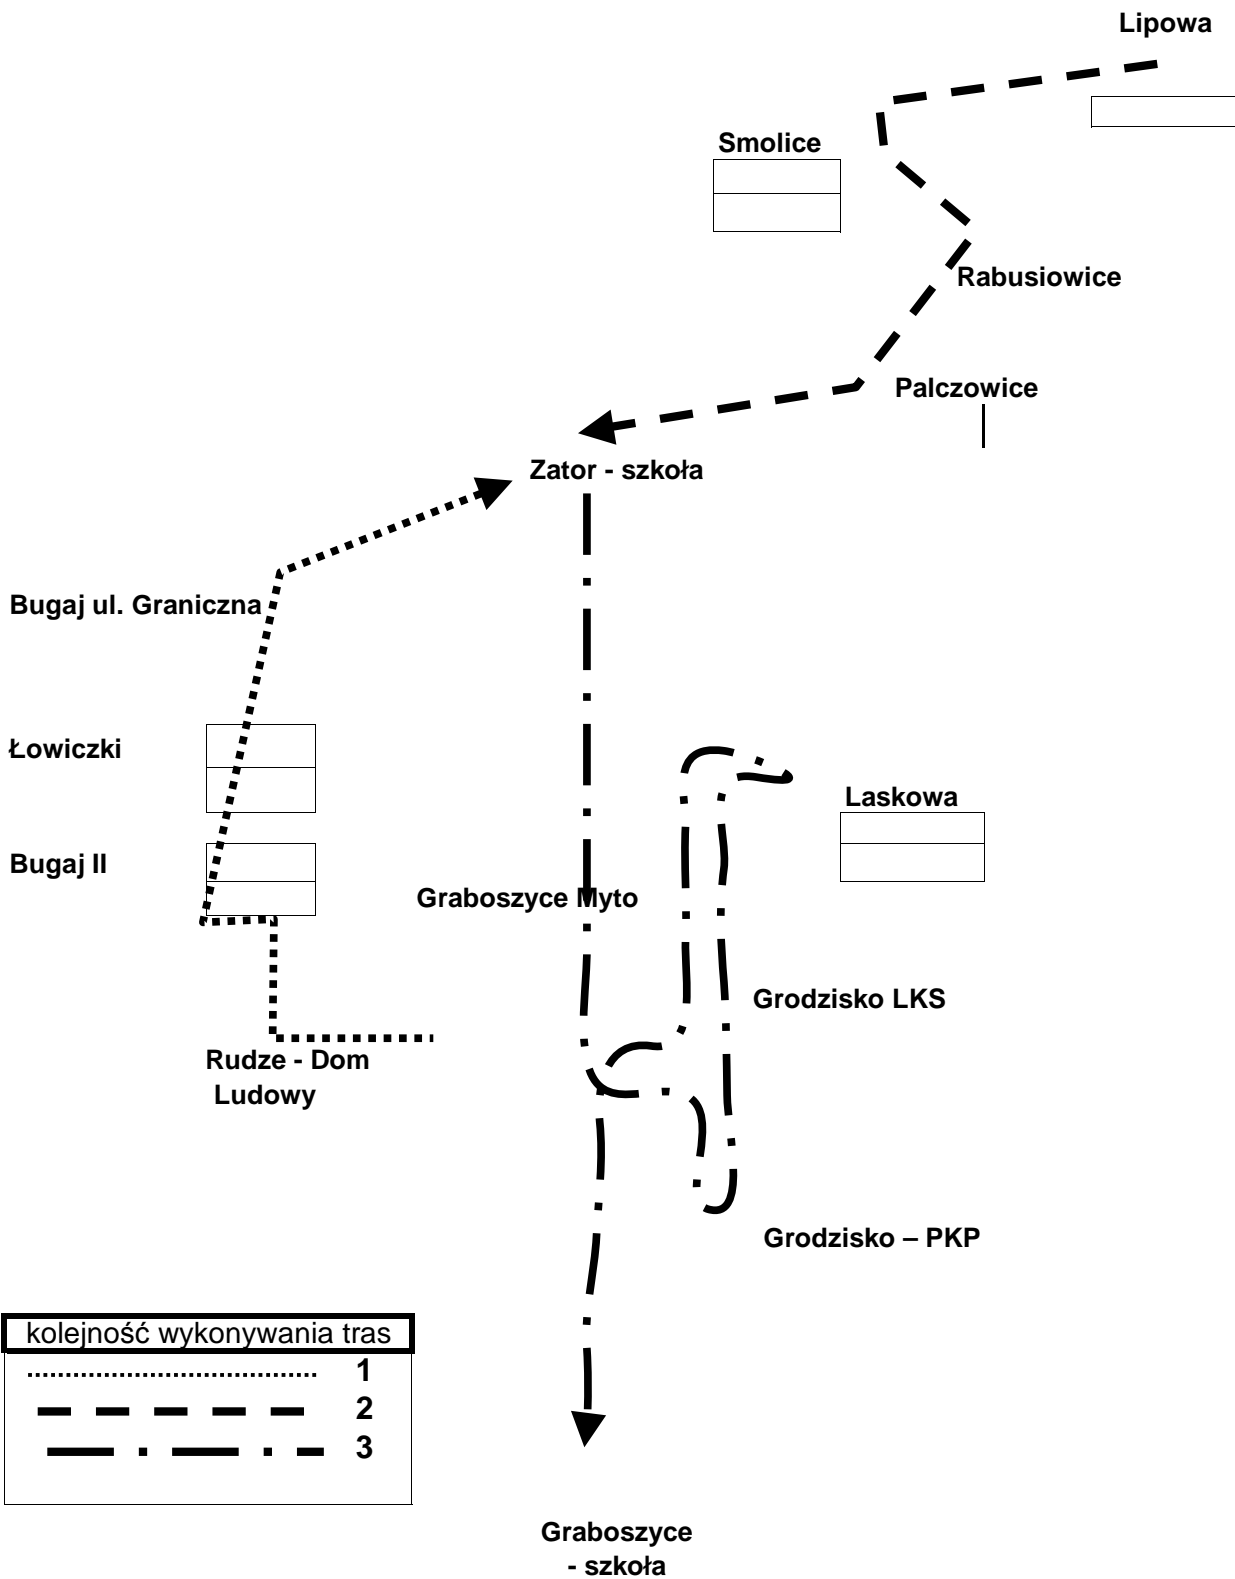 Lipowa
Smolice
Rabusiowice
Palczowice
Zator - szkoła
Bugaj ul. Graniczna
Łowiczki
Laskowa
Bugaj II
Graboszyce Myto
Grodzisko LKS
Rudze - Dom
Ludowy
Grodzisko – PKP
kolejność wykonywania tras
1
2
3
Graboszyce
- szkoła